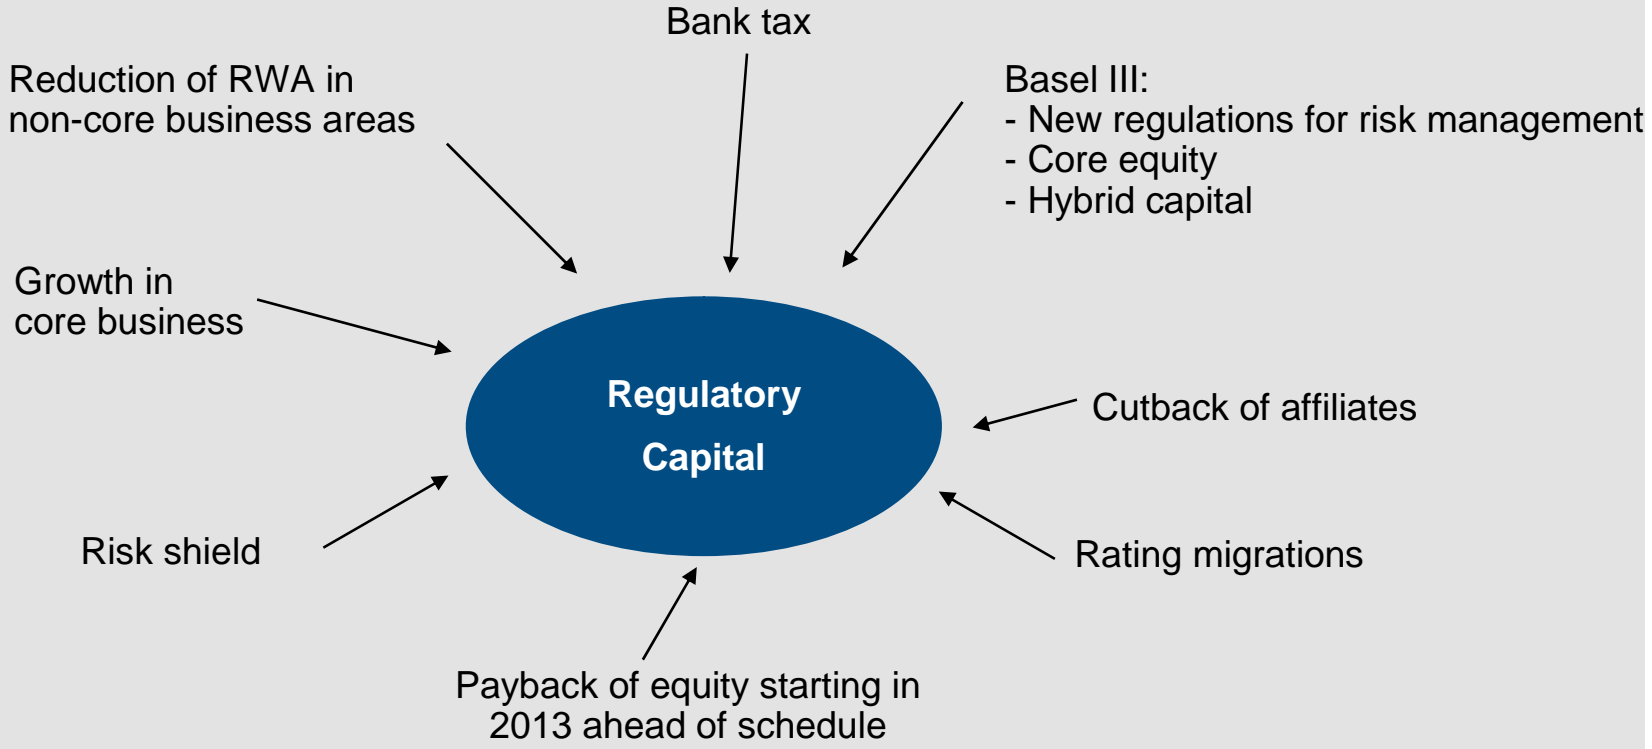 Bank tax
Reduction of RWA in
non-core business areas
Basel III:
- New regulations for risk management
- Core equity
- Hybrid capital
Growth in
core business
Regulatory
Capital
Cutback of affiliates
Risk shield
Rating migrations
Payback of equity starting in
2013 ahead of schedule